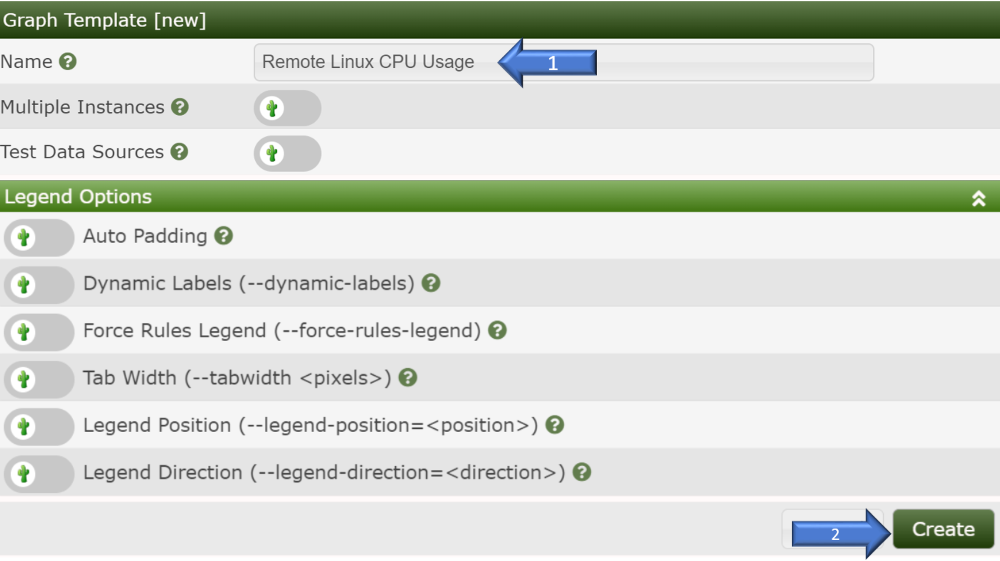 Graph Template [new]
Name ?
Remote Linux CPU Usage
1
Multiple Instances ?
Test Data Sources ?
Legend Options
Auto Padding ?
Dynamic Labels (--dynamic-labels) ?
Force Rules Legend (--force-rules-legend) ?
Tab Width (--tabwidth <pixels>) ?
Legend Position (--legend-position=<position>) ?
Legend Direction (--legend-direction=<direction>) ?
2
Create